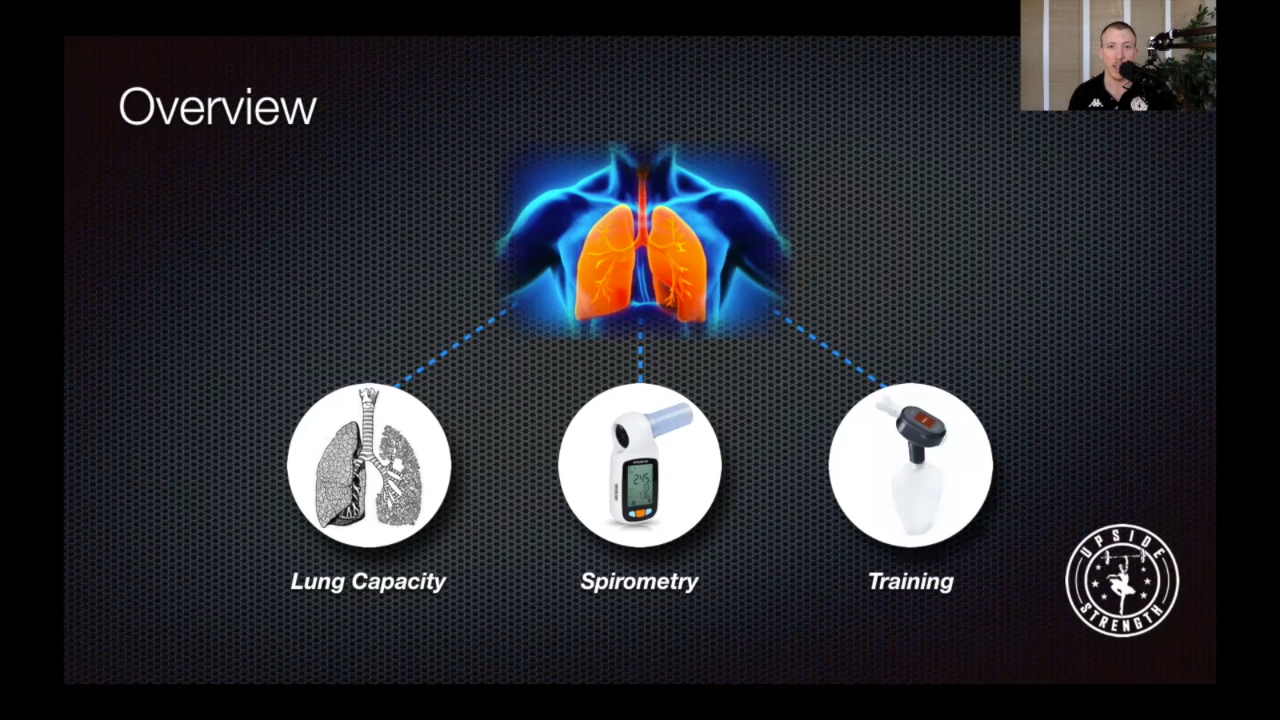 Overview
Lung Capacity
Spirometry
Training
UPSIDE
STRENGTH